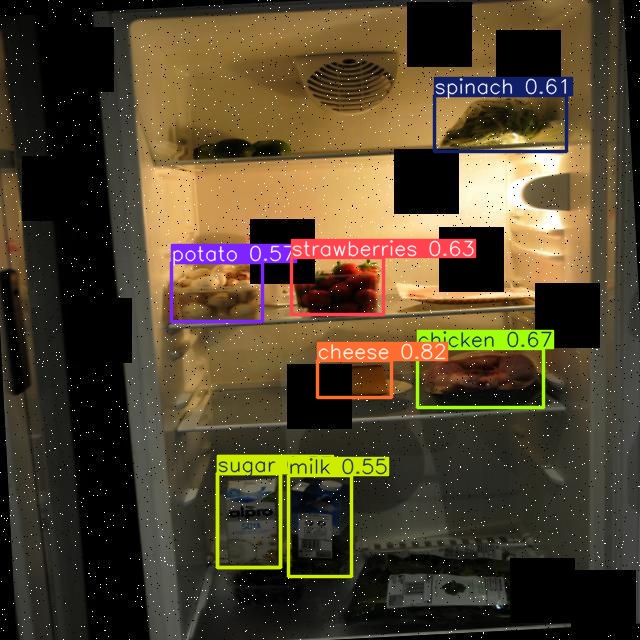 spinach 0.61
potato 0.57
strawberries 0.63
chicken 0.67
cheese 0.82
sugar
milk 0.55
alpro